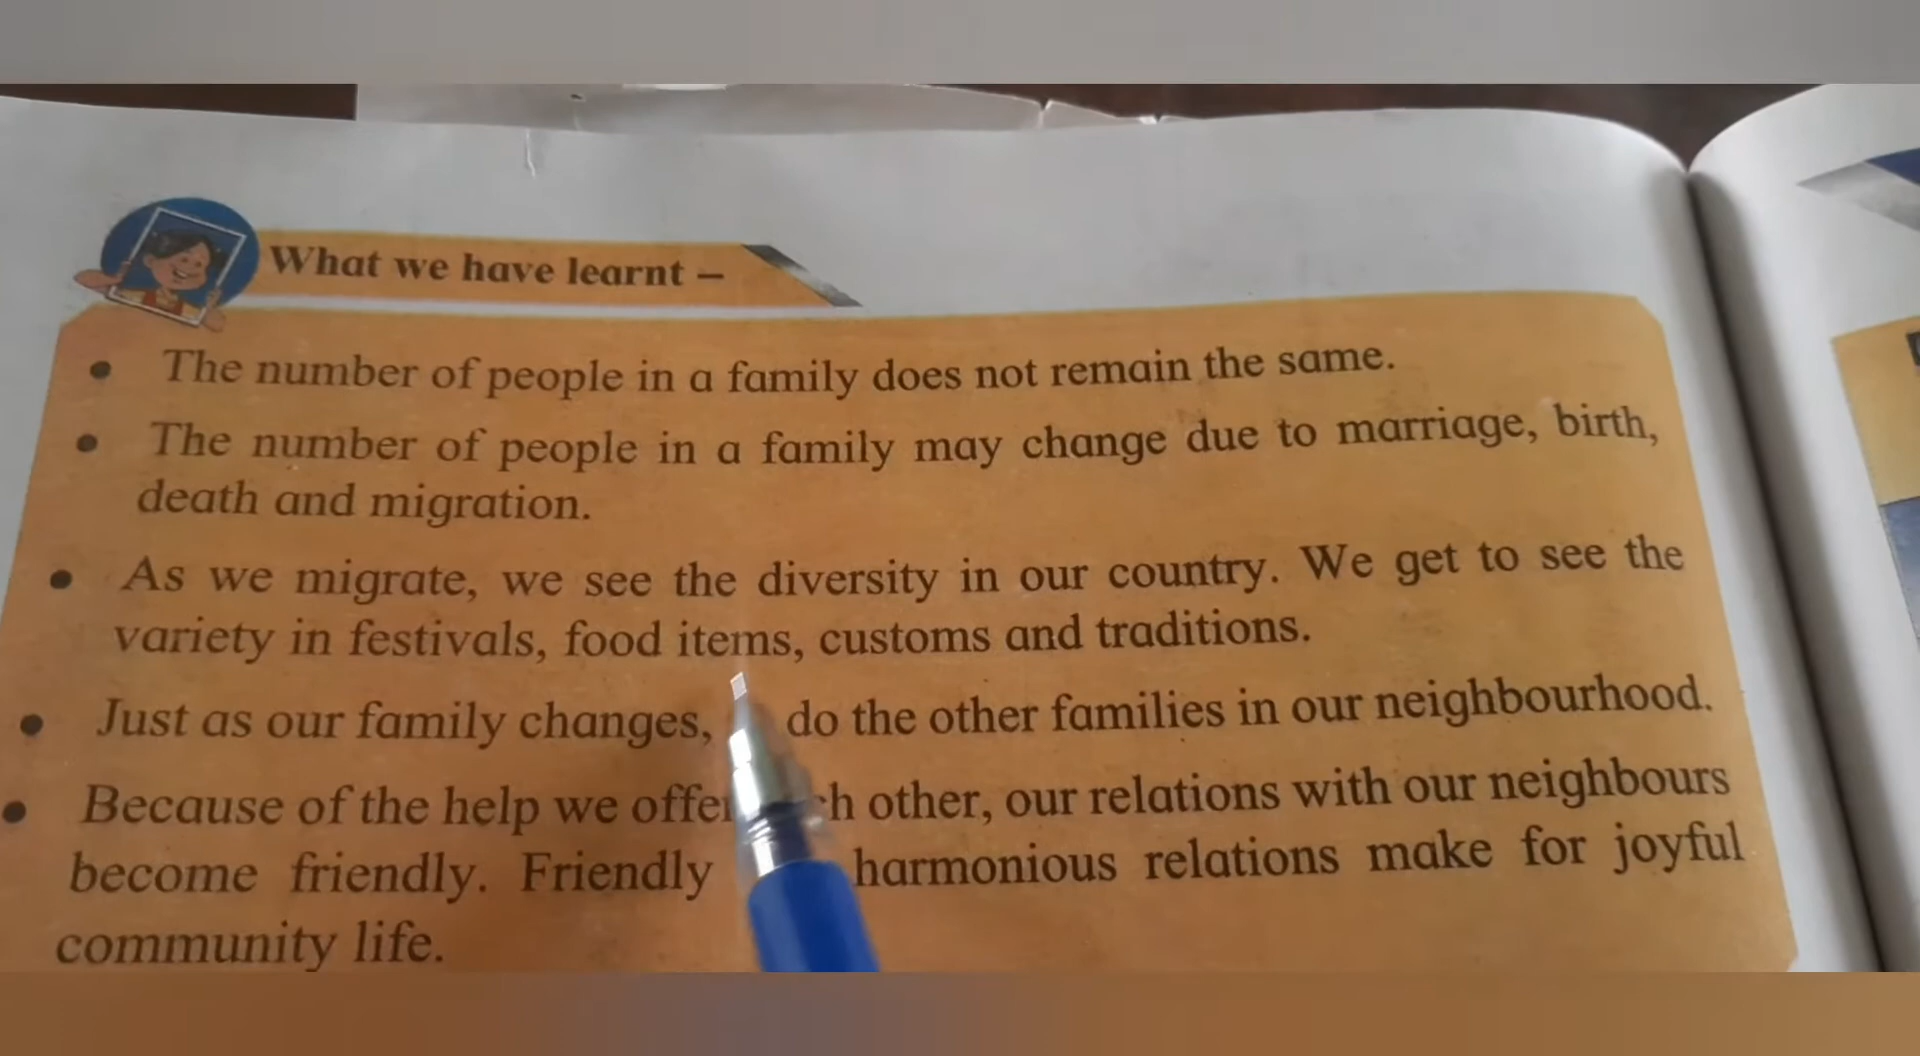 What we have learnt –
• The number of people in a family does not remain the same.
• The number of people in a family may change due to marriage, birth,
death and migration.
• As we migrate, we see the diversity in our country. We get to see the
variety in festivals, food items, customs and traditions.
• Just as our family changes, do the other families in our neighbourhood.
• Because of the help we other, our relations with our neighbours
become friendly. Friendly harmonious relations make for joyful
community life.